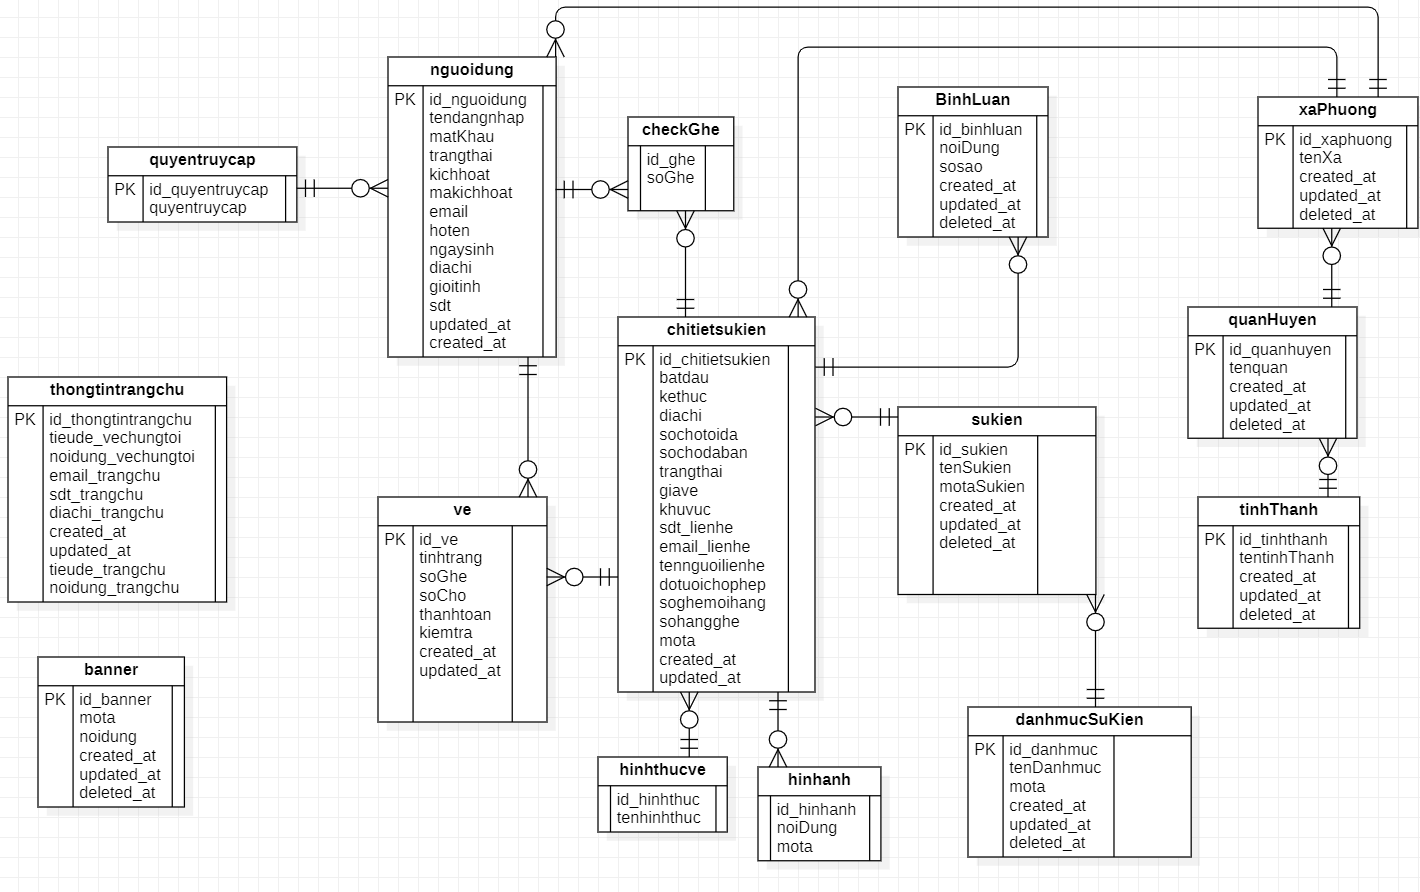 nguoidung
PK
id_nguoidung
tendangnhap
matKhau
trangthai
kichhoat
makichhoat
email
hoten
ngaysinh
diachi
gioitinh
sdt
updated_at
created_at
quyentruycap
PK
id_quyentruycap
quyentruycap
checkGhe
id_ghe
soGhe
BinhLuan
PK
id_binhluan
noiDung
sosao
created_at
updated_at
deleted_at
xaPhuong
PK
id_xaphuong
tenXa
created_at
updated_at
deleted_at
quanHuyen
PK
id_quanhuyen
tenquan
created_at
updated_at
deleted_at
tinhThanh
PK
id_tinhthanh
tentinhThanh
created_at
updated_at
deleted_at
chitietsukien
PK
id_chitietsukien
batdau
kethuc
diachi
sochotoida
sochodaban
trangthai
giave
khuvuc
sdt_lienhe
email_lienhe
tennguoilienhe
dotuoichophep
soghemoihang
sohangghe
mota
created_at
updated_at
sukien
PK
id_sukien
tenSukien
motaSukien
created_at
updated_at
deleted_at
thongtintrangchu
PK
id_thongtintrangchu
tieude_vechungtoi
noidung_vechungtoi
email_trangchu
sdt_trangchu
diachi_trangchu
created_at
updated_at
tieude_trangchu
noidung_trangchu
ve
PK
id_ve
tinhtrang
soGhe
soCho
thanhtoan
kiemtra
created_at
updated_at
banner
PK
id_banner
mota
noidung
created_at
updated_at
deleted_at
hinhthucve
id_hinhthuc
tenhinhthuc
hinhanh
id_hinhanh
noiDung
mota
danhmucSuKien
PK
id_danhmuc
tenDanhmuc
mota
created_at
updated_at
deleted_at